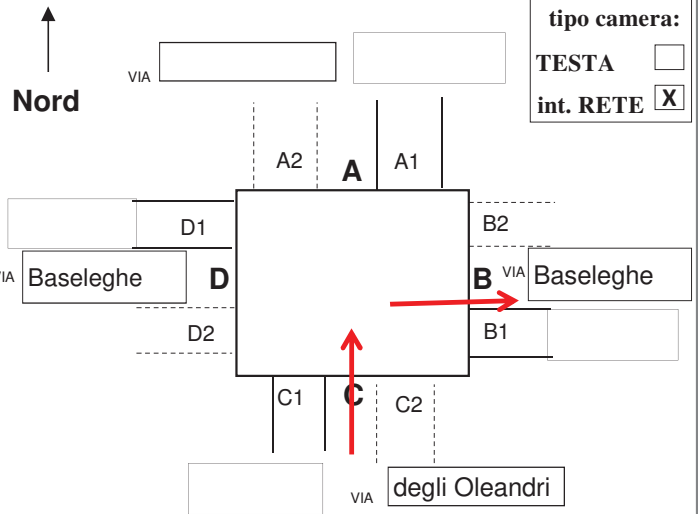 tipo camera:
TESTA
int. RETE X
VIA
Nord
A2 A A1
D1 B2
VIA Baseleghe D B VIA Baseleghe
D2 B1
C1 C C2
VIA degli Oleandri